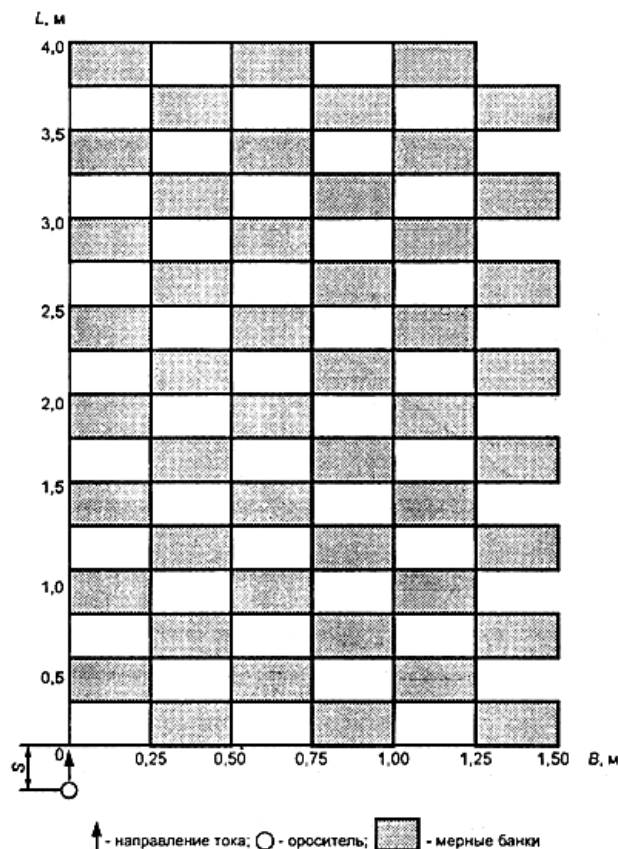 L, м
4,0
3,5
3,0
2,5
2,0
1,5
1,0
0,5
S
0 0,25 0,50 0,75 1,00 1,25 1,50 B, м
- направление тока; - ороситель; - мерные банки